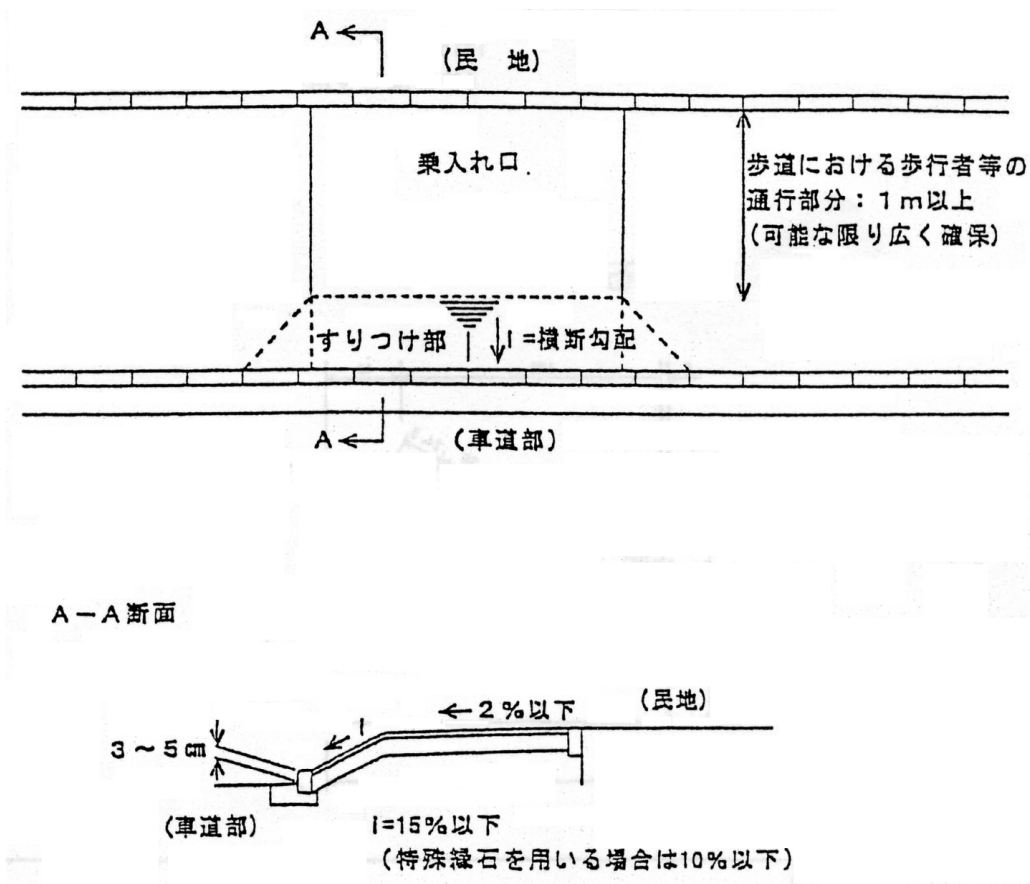 A
(民 地)
乗入れ口
歩道における歩行者等の
通行部分：1m以上
(可能な限り広く確保)
すりつけ部
i=横断勾配
A
(車道部)
A－A断面
(民地)
2%以下
i
3～5㎝
(車道部)
i=15%以下
(特殊縁石を用いる場合は10%以下)